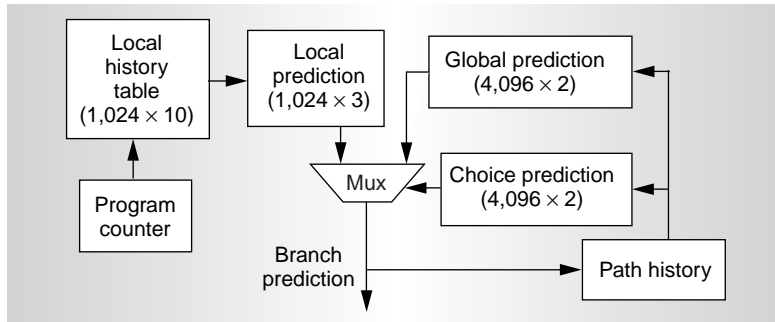 Local
history
table
(1,024 × 10)
Local
prediction
(1,024 × 3)
Global prediction
(4,096 × 2)
Mux
Choice prediction
(4,096 × 2)
Program
counter
Branch
prediction
Path history